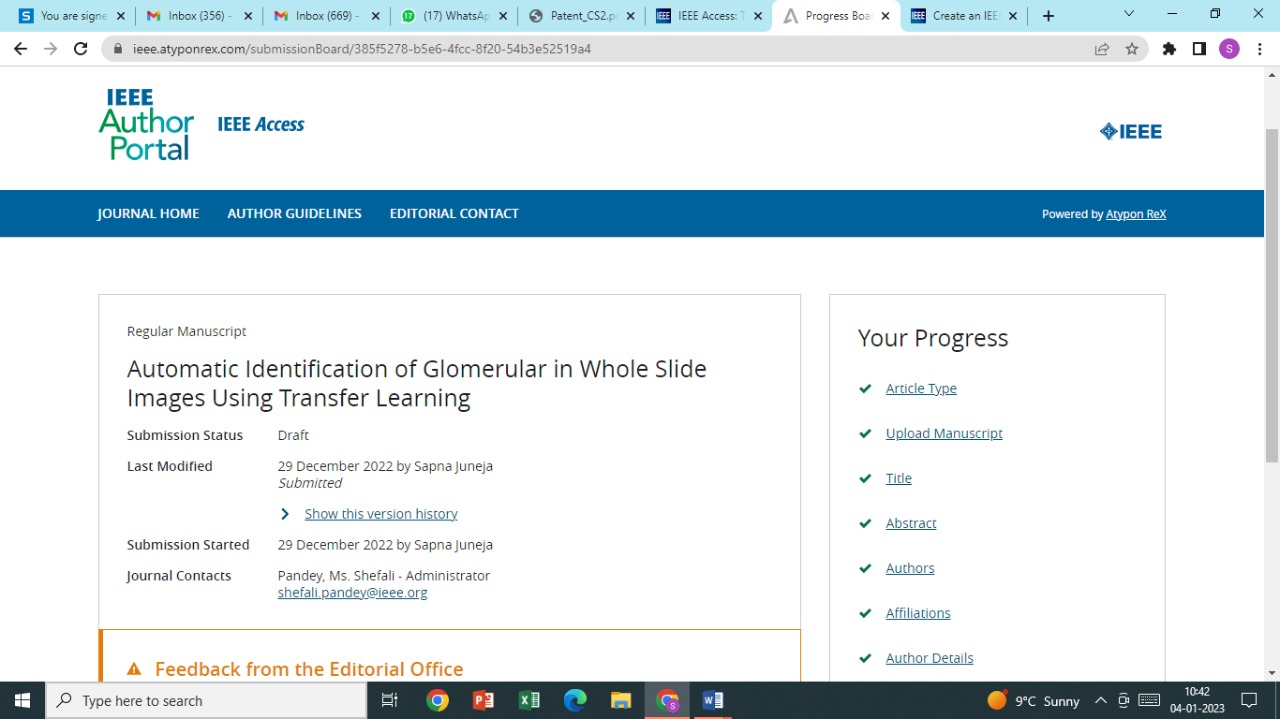 You are signe
Inbox (356) -
Inbox (669) -
(17) WhatsAp
Patent_CS2.p
IEEE Access: T
Progress Boa
Create an IEE
ieee.atyponrex.com/submissionBoard/385f5278-b5e6-4fcc-8f20-54b3e52519a4
S
IEEE
Author
Portal
IEEE Access
IEEE
JOURNAL HOME
AUTHOR GUIDELINES
EDITORIAL CONTACT
Powered by Atypon ReX
Regular Manuscript
Automatic Identification of Glomerular in Whole Slide
Images Using Transfer Learning
Submission Status Draft
Last Modified 29 December 2022 by Sapna Juneja
Submitted
Show this version history
Submission Started 29 December 2022 by Sapna Juneja
Journal Contacts Pandey, Ms. Shefali - Administrator
shefali.pandey@ieee.org
Feedback from the Editorial Office
Your Progress
Article Type
Upload Manuscript
Title
Abstract
Authors
Affiliations
Author Details
Type here to search
9°C Sunny
10:42
04-01-2023